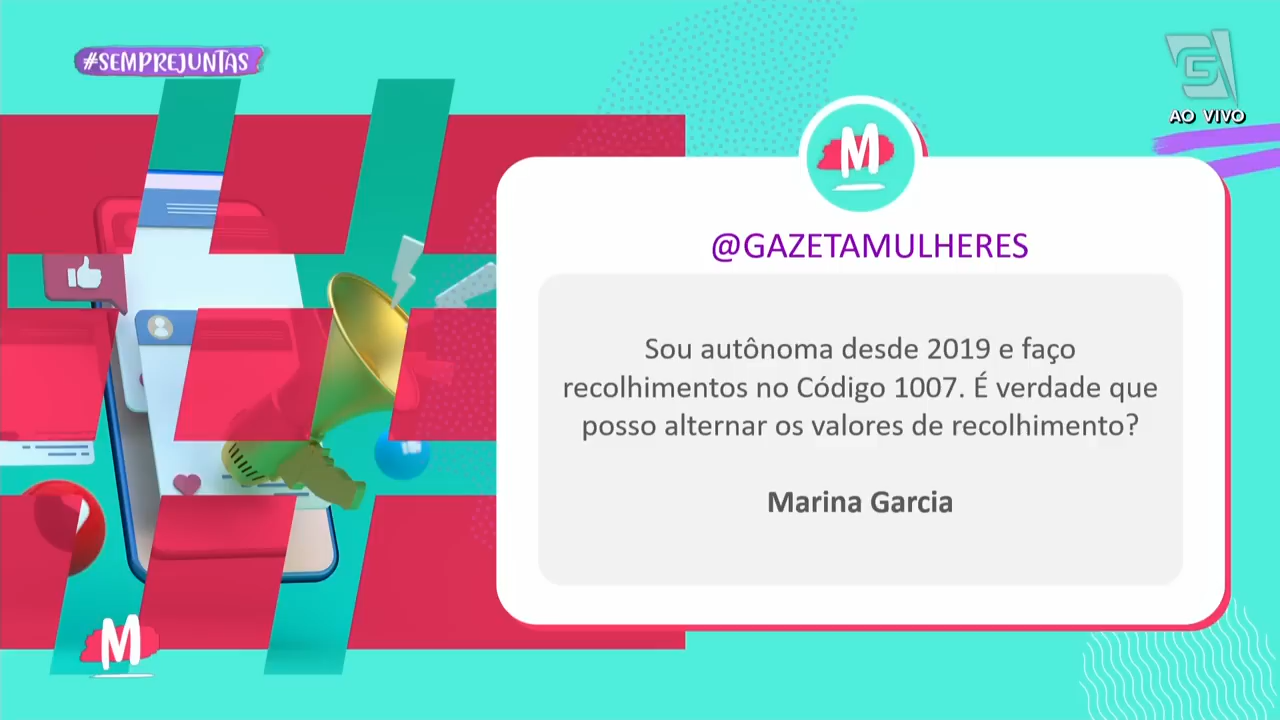 #SEMPREJUNTAS
G
AO VIVO
M
@GAZETAMULHERES
Sou autônoma desde 2019 e faço
recolhimentos no Código 1007. É verdade que
posso alternar os valores de recolhimento?
Marina Garcia
M